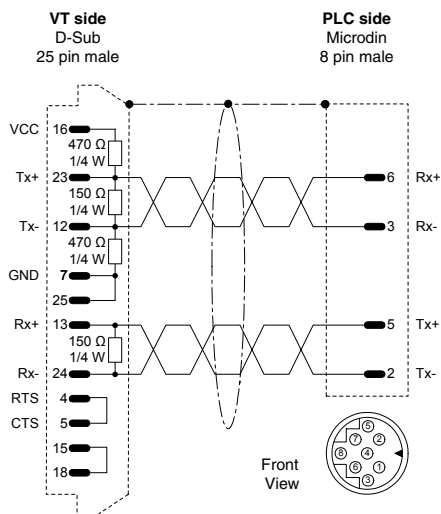 VT side
D-Sub
25 pin male
PLC side
Microdin
8 pin male
VCC 16
470 Ω
1/4 W
Tx+ 23
6 Rx+
150 Ω
1/4 W
Tx- 12
3 Rx-
470 Ω
1/4 W
GND 7
25
Rx+ 13
5 Tx+
150 Ω
1/4 W
Rx- 24
2 Tx-
RTS 4
CTS 5
15
18
Front
View
5
7 2
8 4
6 1
3